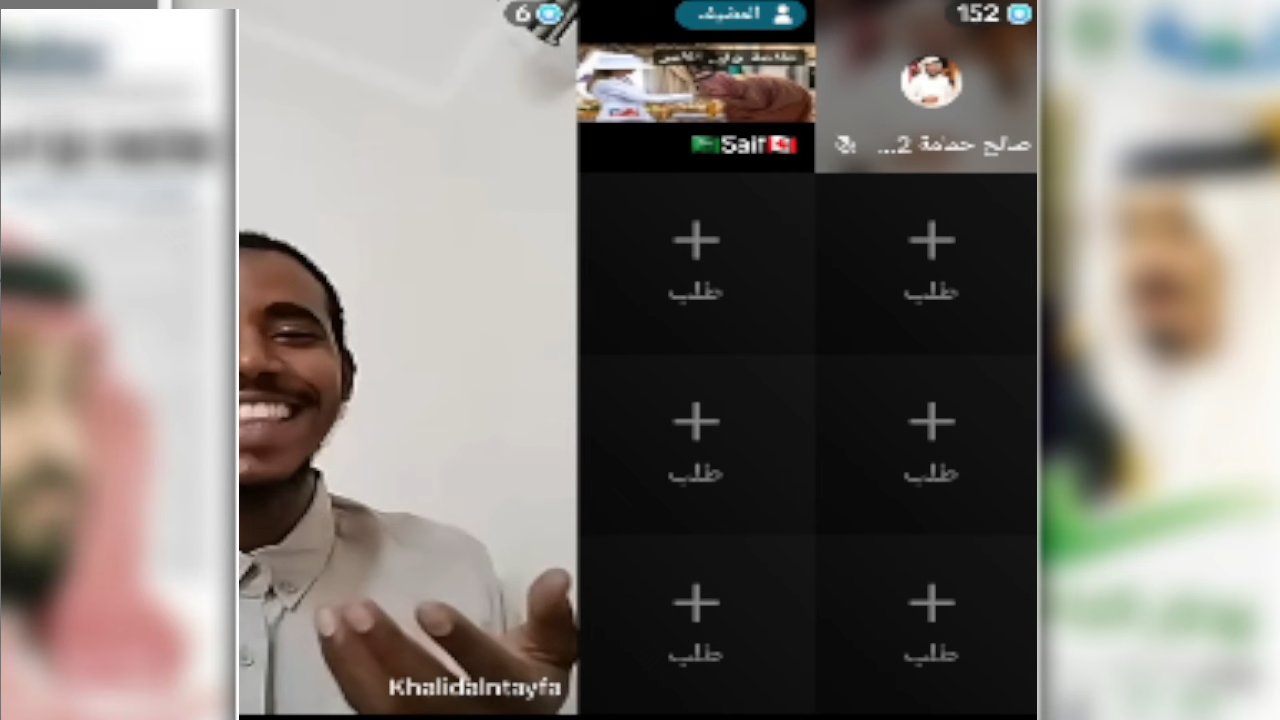 6
المضيف
152
Saif
صالح حمامة 2...
طلب
طلب
طلب
طلب
طلب
طلب
Khalidalntayfa